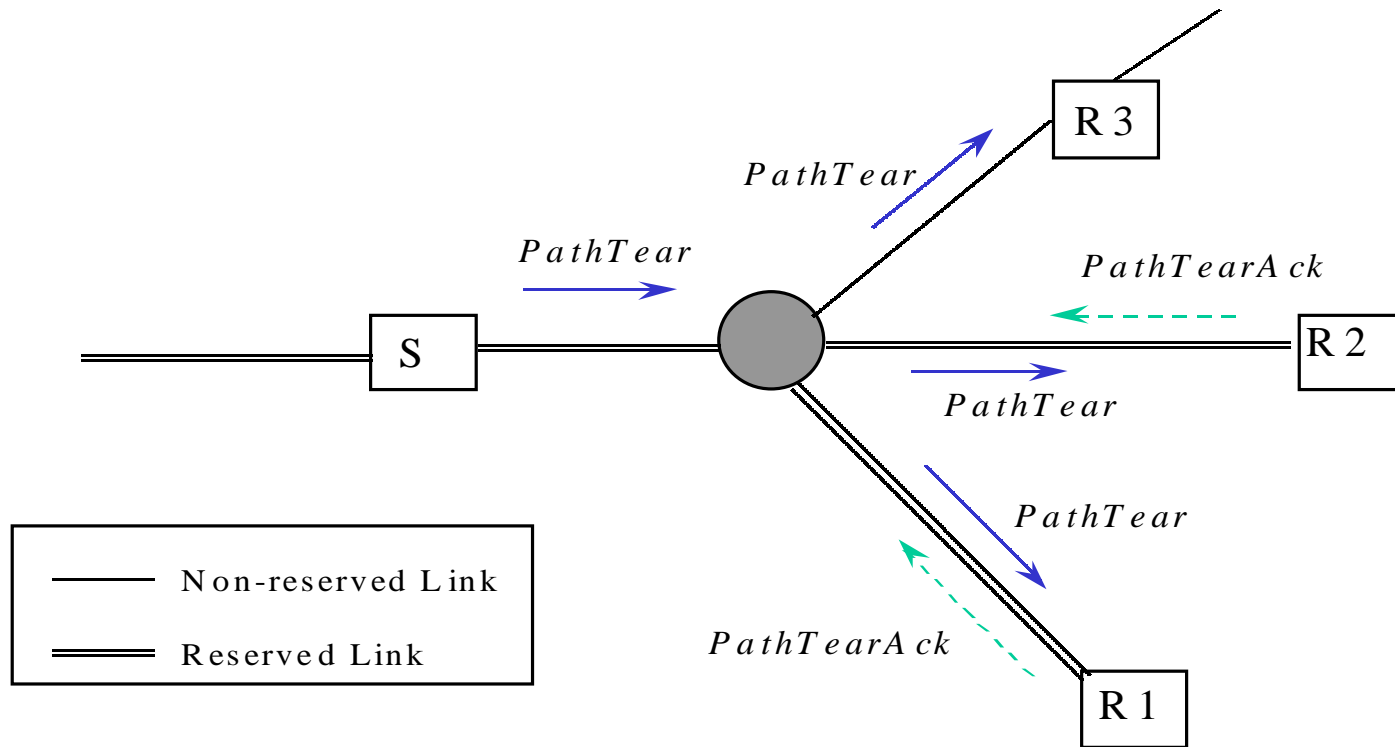 R 3
PathTear
PathTear
PathTearAck
S
R 2
PathTear
PathTear
Non-reserved Link
PathTearAck
Reserved Link
R 1